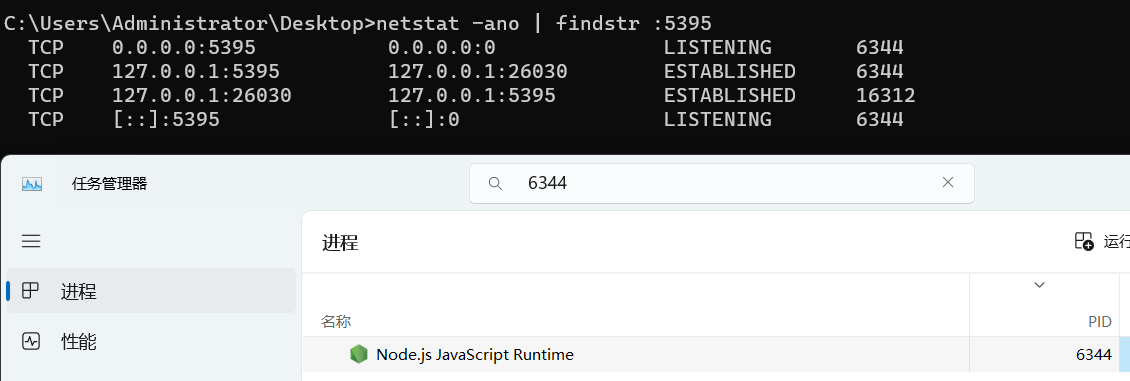 C:\Users\Administrator\Desktop>netstat -ano | findstr :5395
TCP 0.0.0.0:5395 0.0.0.0:0 LISTENING 6344
TCP 127.0.0.1:5395 127.0.0.1:26030 ESTABLISHED 6344
TCP 127.0.0.1:26030 127.0.0.1:5395 ESTABLISHED 16312
TCP [::]:5395 [::]:0 LISTENING 6344
任务管理器 6344
进程 运行
进程
性能
名称 PID
Node.js JavaScript Runtime 6344